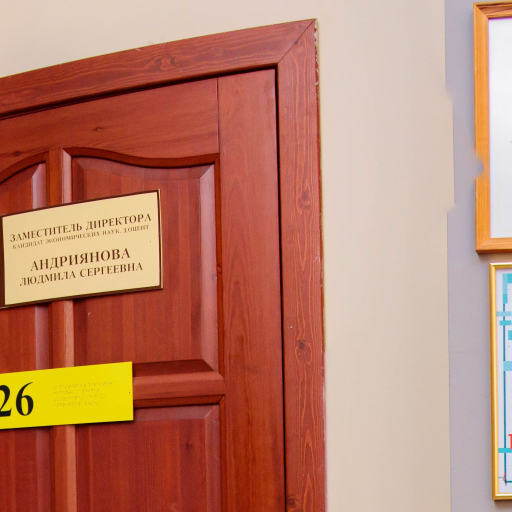 ЗАМЕСТИТЕЛЬ ДИРЕКТОРА
КАНДИДАТ ЭКОНОМИЧЕСКИХ НАУК, ДОЦЕНТ
АНДРИЯНОВА
ЛЮДМИЛА СЕРГЕЕВНА
26